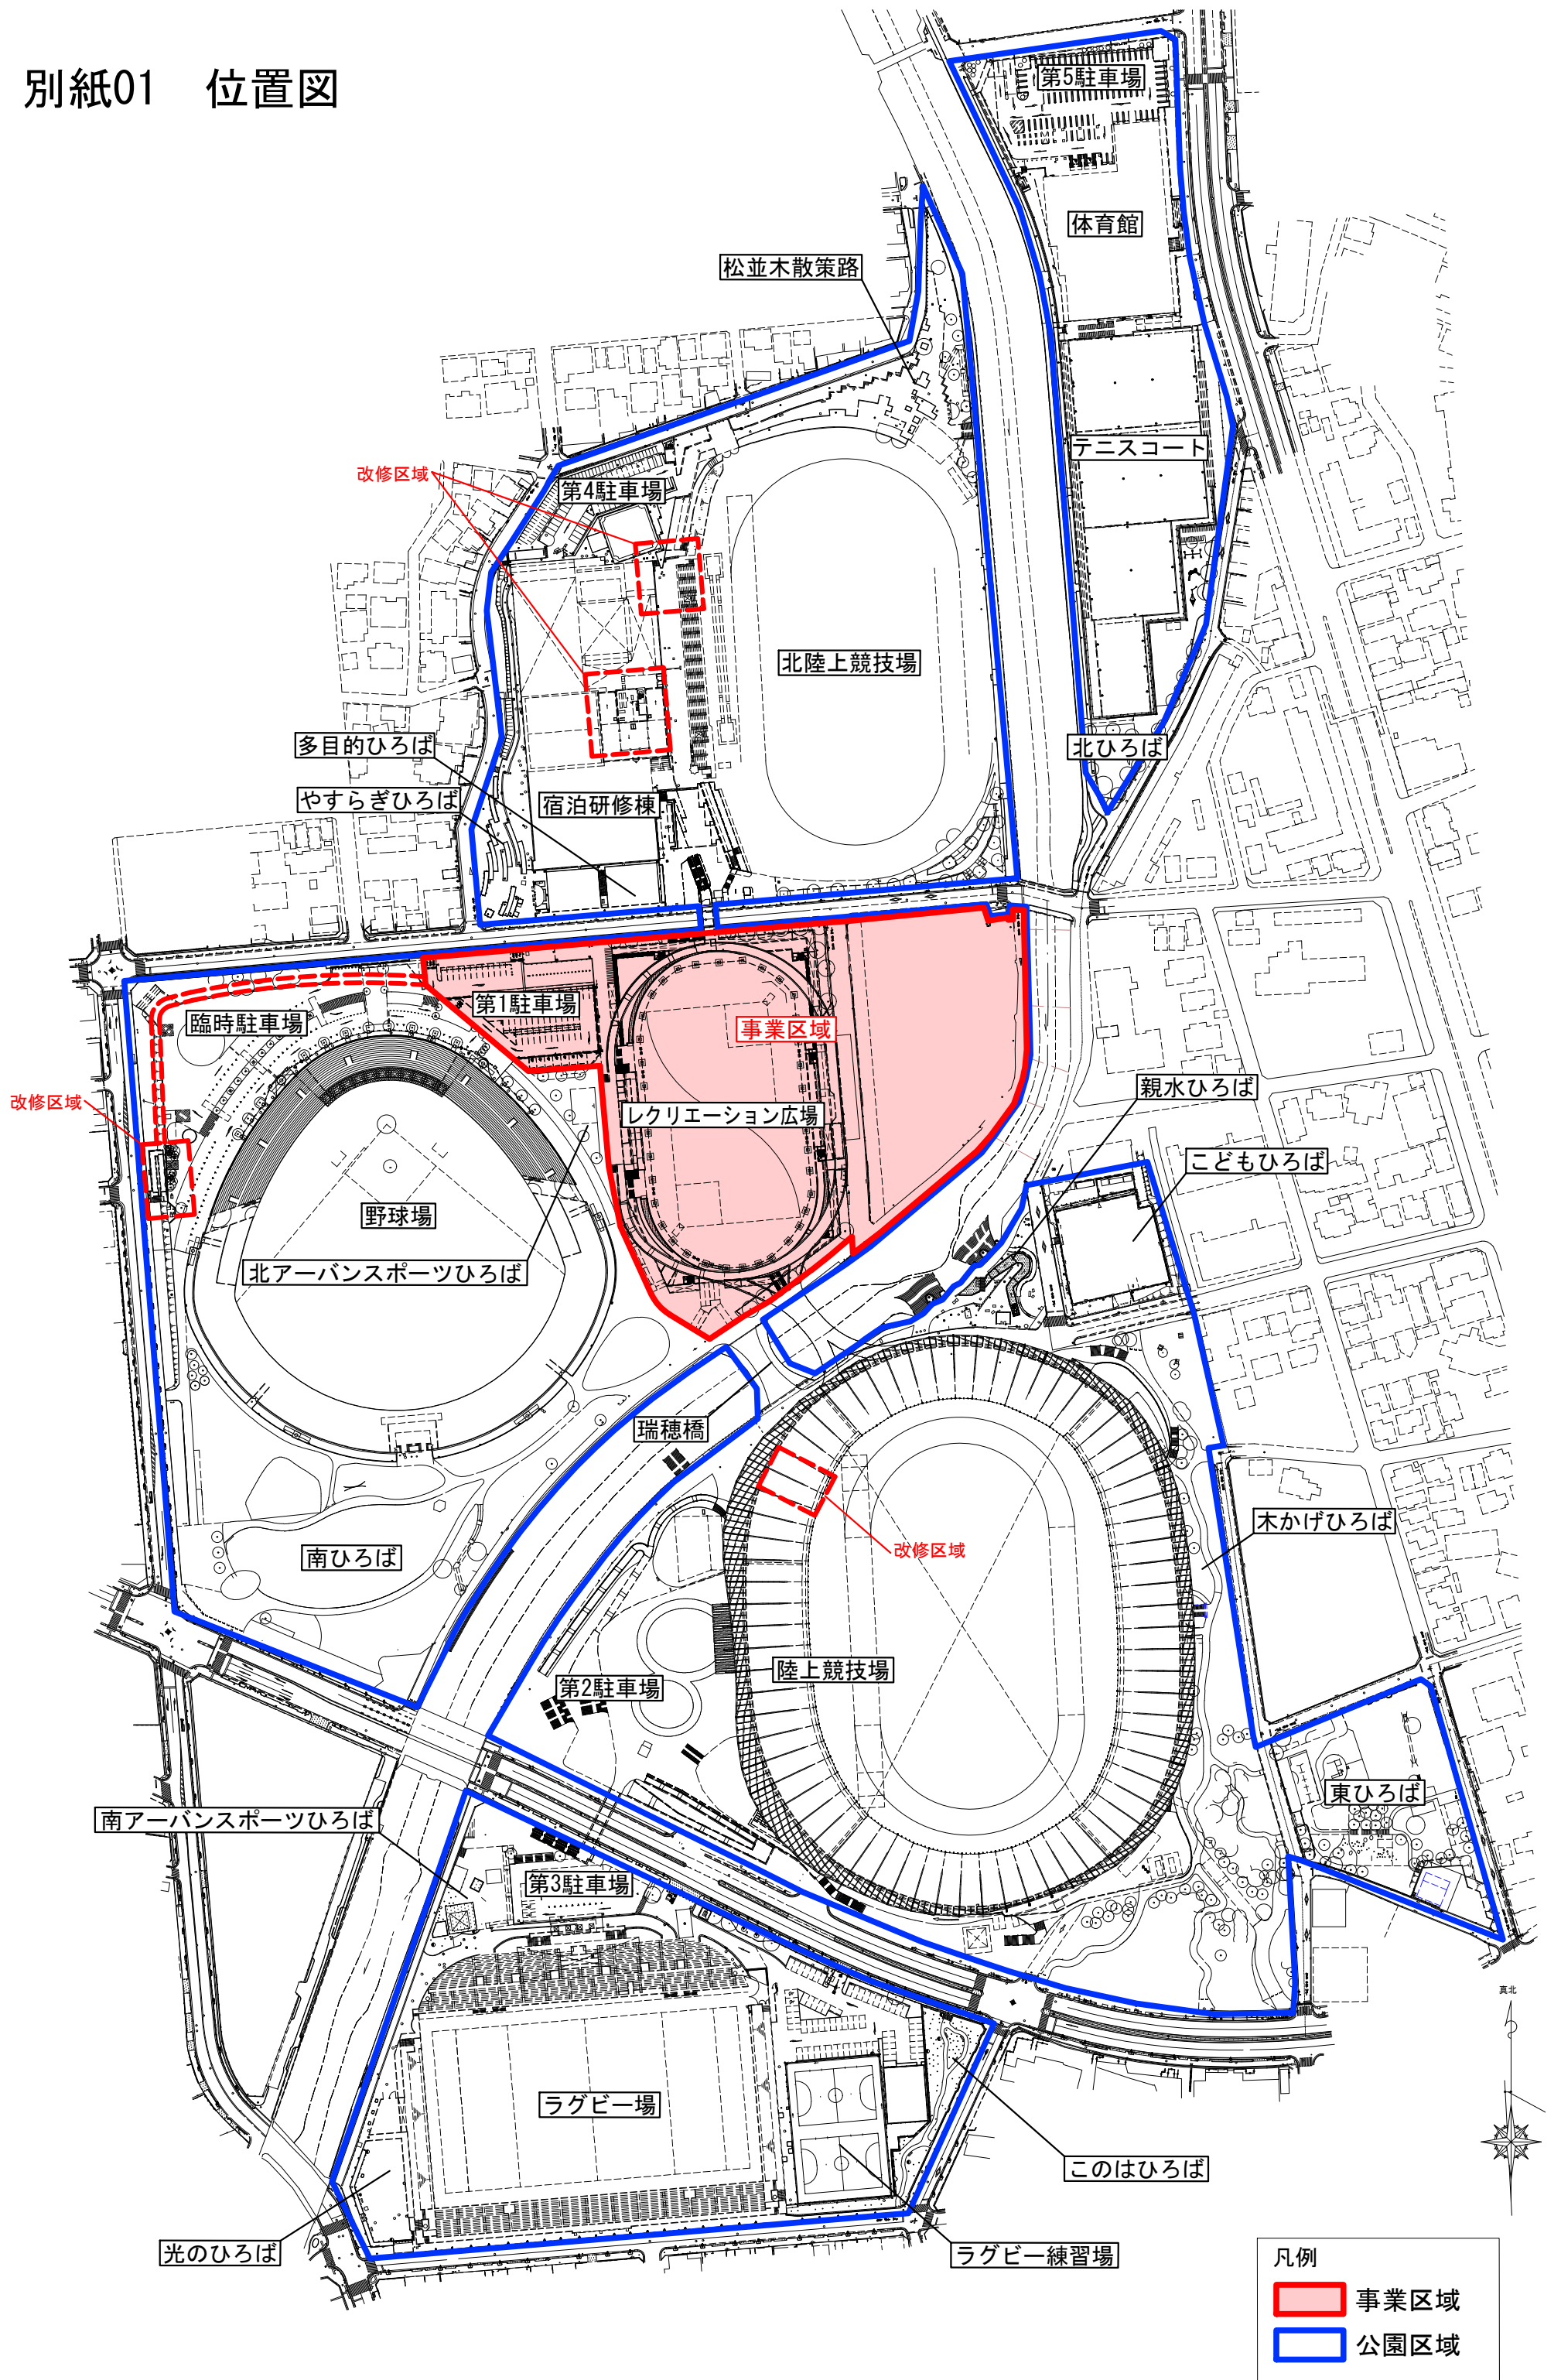 別紙01　位置図
第5駐車場
体育館
松並木散策路
テニスコート
改修区域
第4駐車場
北陸上競技場
多目的ひろば
北ひろば
やすらぎひろば
宿泊研修棟
第1駐車場
臨時駐車場
事業区域
改修区域
親水ひろば
レクリエーション広場
こどもひろば
野球場
北アーバンスポーツひろば
瑞穂橋
木かげひろば
改修区域
南ひろば
陸上競技場
第2駐車場
東ひろば
南アーバンスポーツひろば
第3駐車場
真北
ラグビー場
このはひろば
光のひろば
ラグビー練習場
凡例
事業区域
公園区域